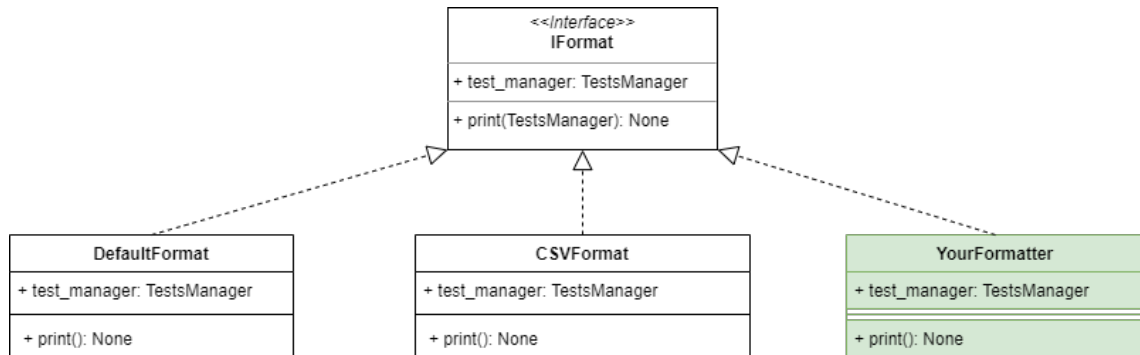 <<Interface>>
IFormat
+ test_manager: TestsManager
+ print(TestsManager): None
DefaultFormat
+ test_manager: TestsManager
+ print(): None
CSVFormat
+ test_manager: TestsManager
+ print(): None
YourFormatter
+ test_manager: TestsManager
+ print(): None